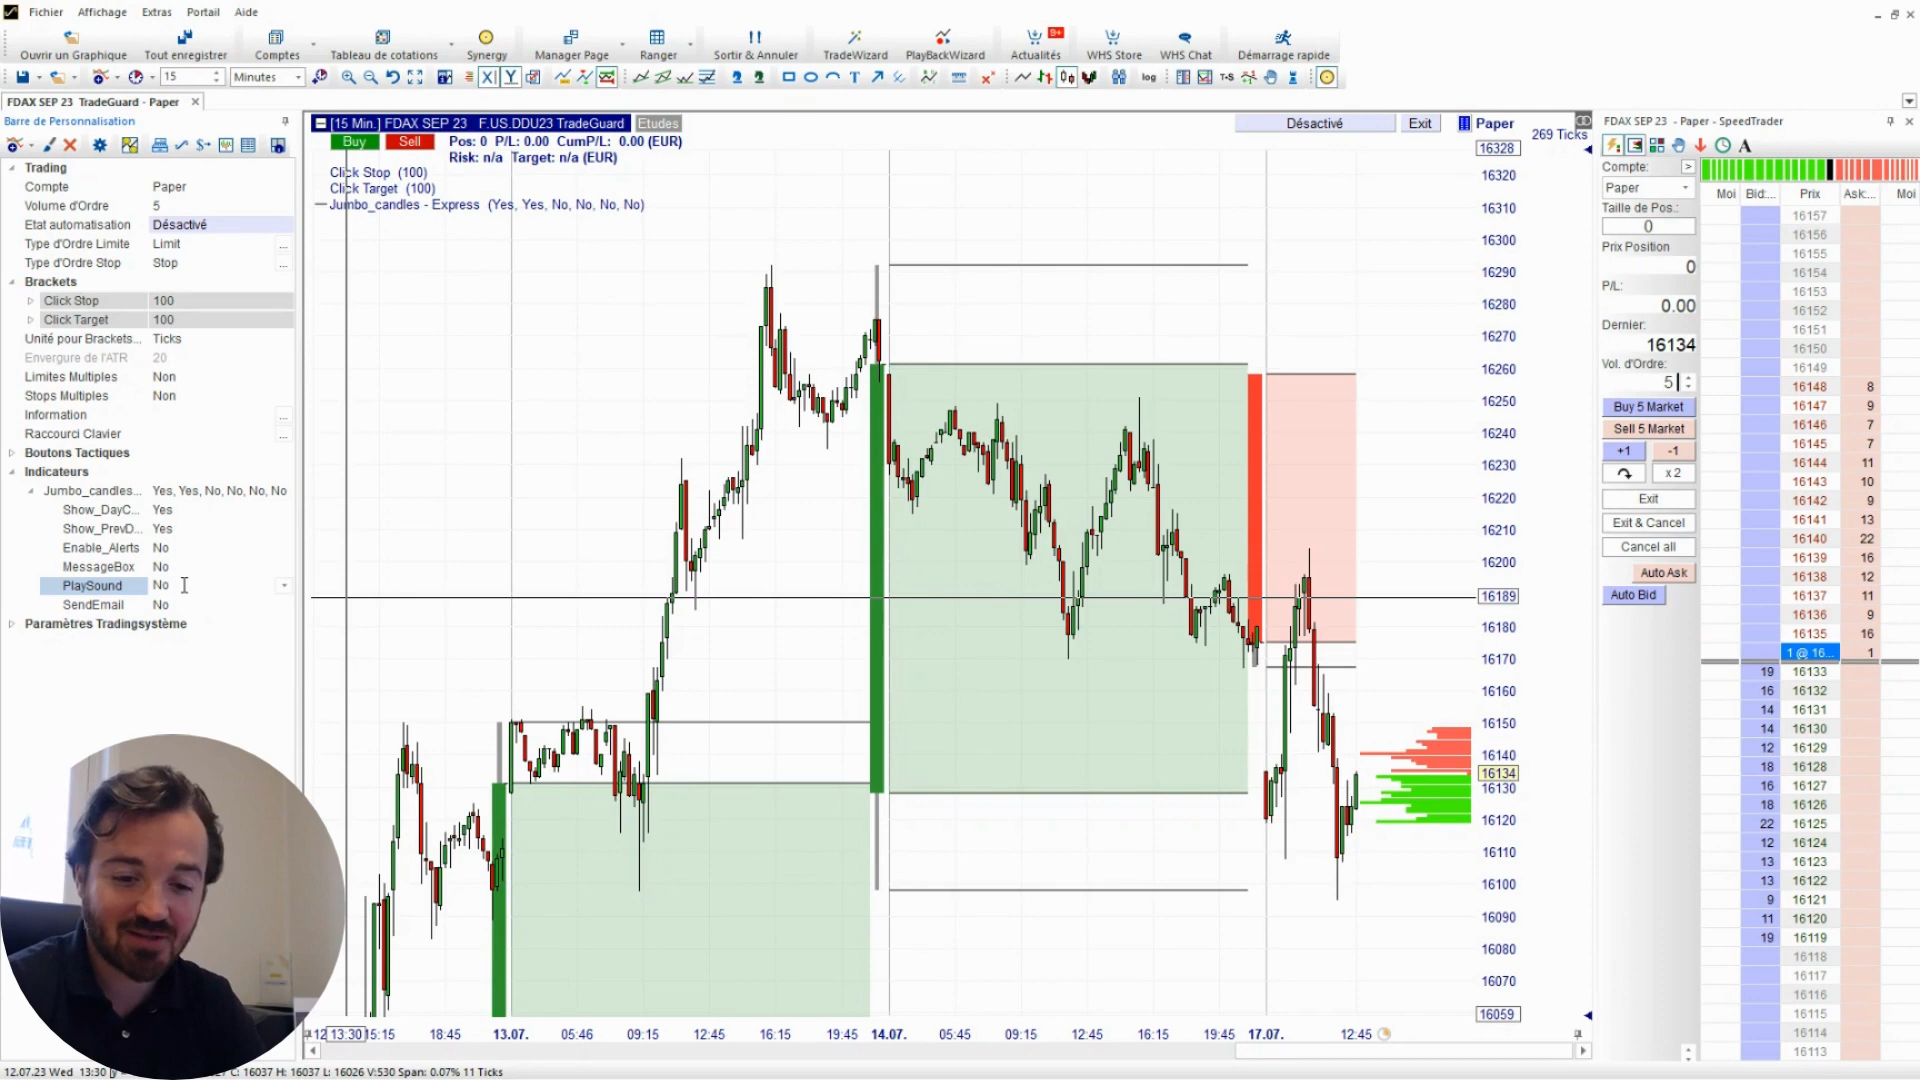 Fichier Affichage Extras Portail Aide
Ouvrir un Graphique Tout enregistrer Comptes Tableau de cotations Synergy Manager Page Ranger Sortir & Annuler TradeWizard PlayBackWizard Actualités 9+ WHS Store WHS Chat Démarrage rapide
15 Minutes log T-S
FDAX SEP 23 TradeGuard - Paper
Barre de Personnalisation
Trading
Compte Paper
Volume d'Ordre 5
Etat automatisation Désactivé
Type d'Ordre Limite Limit ...
Type d'Ordre Stop Stop ...
Brackets
Click Stop 100
Click Target 100
Unité pour Brackets... Ticks
Envergure de l'ATR 20
Limites Multiples Non
Stops Multiples Non
Information ...
Raccourci Clavier ...
Boutons Tactiques
Indicateurs
Jumbo_candles... Yes, Yes, No, No, No, No
Show_DayC... Yes
Show_PrevD... Yes
Enable_Alerts No
MessageBox No
PlaySound No
SendEmail No
Paramètres Tradingsystème
[15 Min.] FDAX SEP 23 F.US.DDU23 TradeGuard Etudes
Désactivé Exit Paper
269 Ticks
Buy Sell Pos: 0 P/L: 0.00 CumP/L: 0.00 (EUR)
Risk: n/a Target: n/a (EUR)
Click Stop (100)
Click Target (100)
Jumbo_candles - Express (Yes, Yes, No, No, No, No)
16328
16320
16310
16300
16290
16280
16270
16260
16250
16240
16230
16220
16210
16200
16189
16180
16170
16160
16150
16140
16134
16130
16120
16110
16100
16090
16080
16070
16059
13:30 15:15 18:45 13.07. 05:46 09:15 12:45 16:15 19:45 14.07. 05:45 09:15 12:45 16:15 19:45 17.07. 12:45
FDAX SEP 23 - Paper - SpeedTrader
A
Compte: >
Paper
Taille de Pos.:
0
Prix Position
0
P/L:
0.00
Dernier:
16134
Vol. d'Ordre:
5
Buy 5 Market
Sell 5 Market
+1 -1
x 2
Exit
Exit & Cancel
Cancel all
Auto Ask
Auto Bid
Moi Bid:... Prix Ask:... Moi
16157
16156
16155
16154
16153
16152
16151
16150
16149
16148 8
16147 9
16146 7
16145 7
16144 11
16143 10
16142 9
16141 13
16140 22
16139 16
16138 12
16137 11
16136 9
16135 16
1 @ 16... 1
19 16133
16 16132
14 16131
14 16130
12 16129
18 16128
16 16127
18 16126
22 16125
12 16124
13 16123
13 16122
9 16121
11 16120
19 16119
16118
16117
16116
16115
16114
16113
12.07.23 Wed 13:30 C: 16037 H: 16037 L: 16026 V:530 Span: 0.07% 11 Ticks